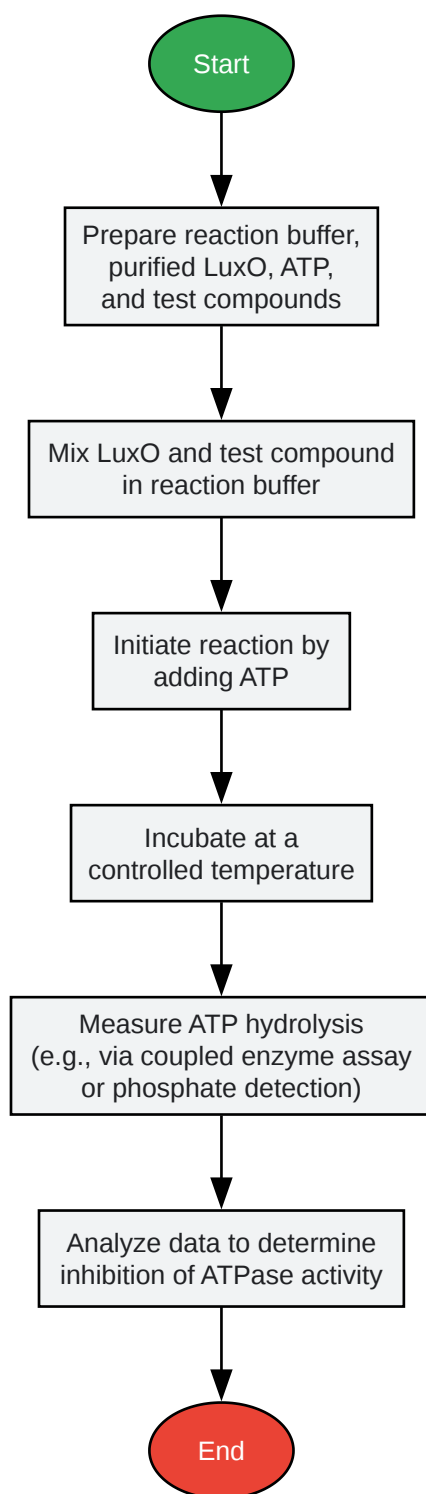 Start
Prepare reaction buffer,
purified LuxO, ATP,
and test compounds
Mix LuxO and test compound
in reaction buffer
Initiate reaction by
adding ATP
Incubate at a
controlled temperature
Measure ATP hydrolysis
(e.g., via coupled enzyme assay
or phosphate detection)
Analyze data to determine
inhibition of ATPase activity
End